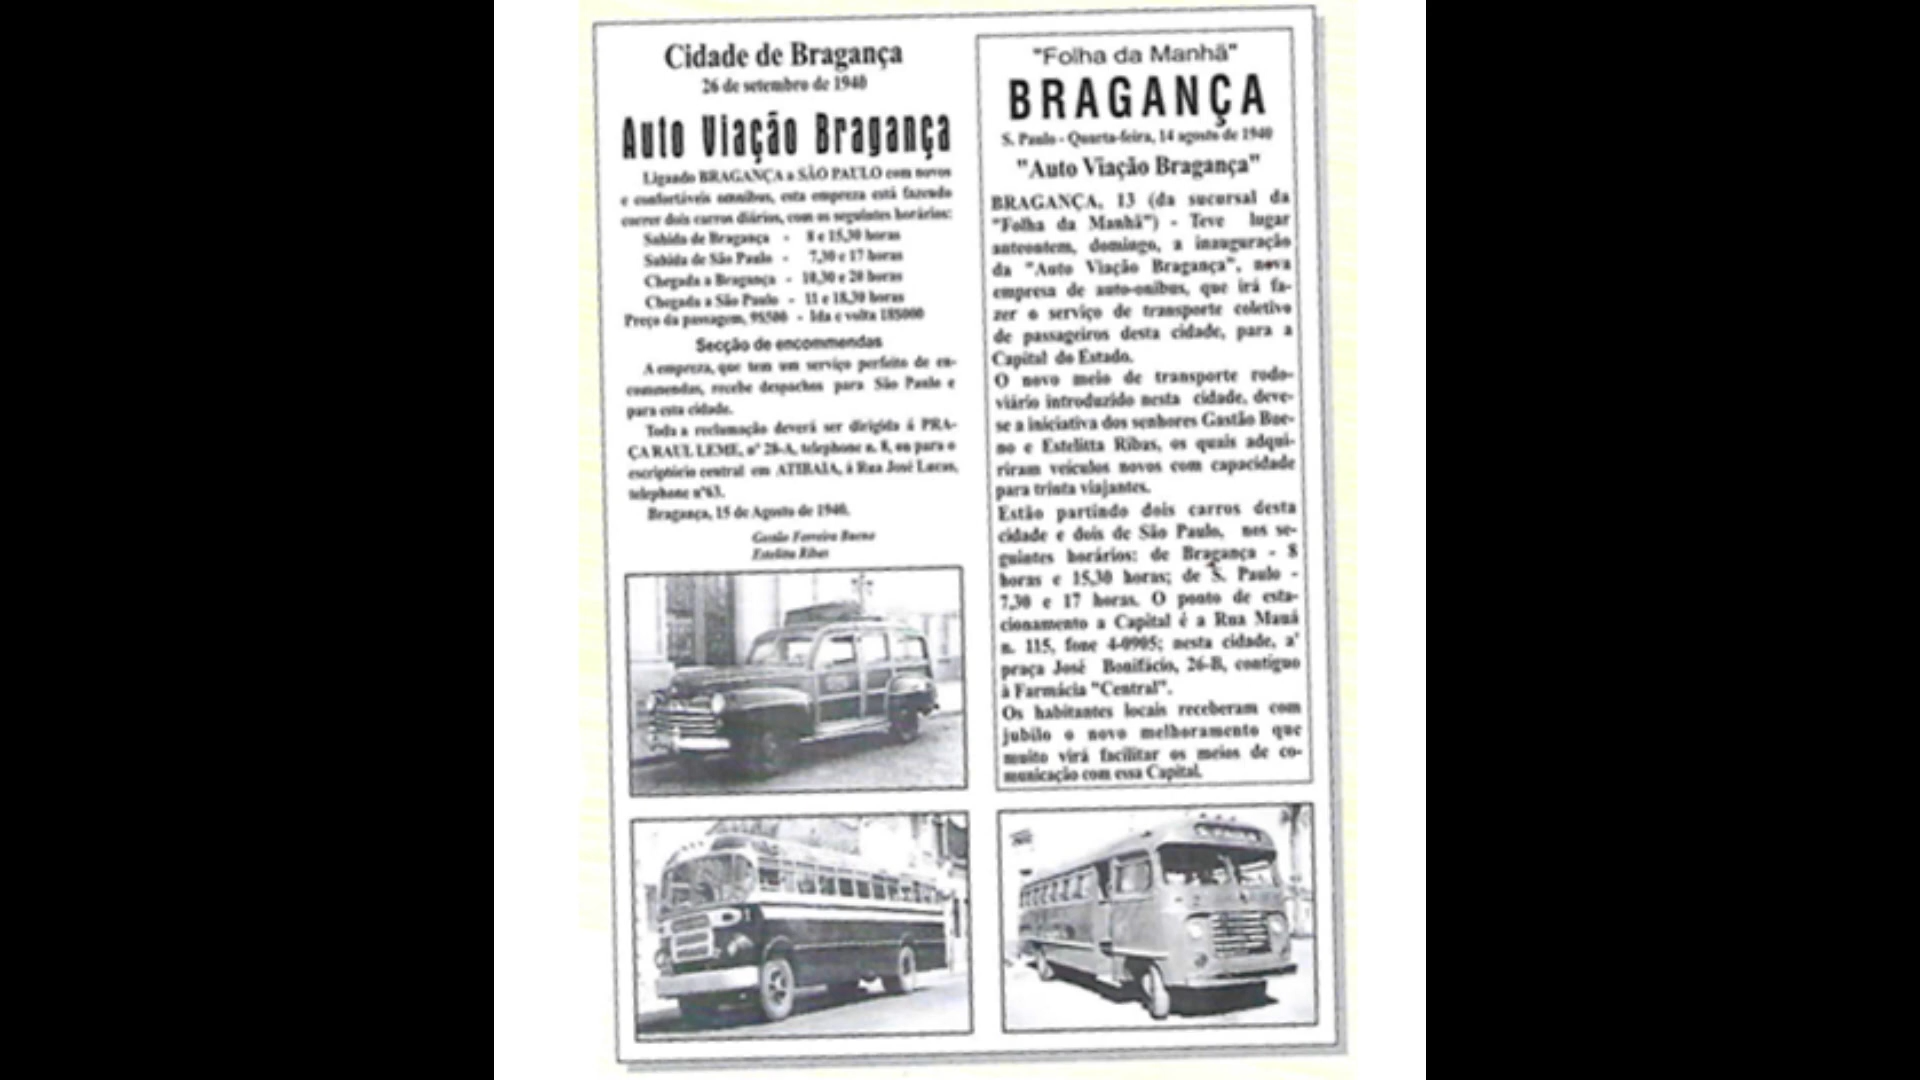 Cidade de Bragança
26 de setembro de 1940
Auto Viação Bragança
Ligando BRAGANÇA a SÃO PAULO com novos
e confortáveis omnibus, esta empreza está fazendo
correr dois carros diários, com os seguintes horários:
Sahida de Bragança - 8 e 15,30 horas
Sahida de São Paulo - 7,30 e 17 horas
Chegada a Bragança - 10,30 e 20 horas
Chegada a São Paulo - 11 e 18,30 horas
Preço da passagem, 9$500 - Ida e volta 18$000
Secção de encommendas
A empreza, que tem um serviço perfeito de en-
commendas, recebe despachos para São Paulo e
para esta cidade.
Toda a reclamação deverá ser dirigida á PRA-
ÇA RAUL LEME, nº 28-A, telephone n. 8, ou para o
escriptório central em ATIBAIA, à Rua José Lucas,
telephone nº63.
Bragança, 15 de Agosto de 1940.
Gastão Ferreira Bueno
Estelitta Ribas
"Folha da Manhã"
BRAGANÇA
S. Paulo - Quarta-feira, 14 agosto de 1940
"Auto Viação Bragança"
BRAGANÇA, 13 (da sucursal da
"Folha da Manhã") - Teve lugar
anteontem, domingo, a inauguração
da "Auto Viação Bragança", nova
empresa de auto-onibus, que irá fa-
zer o serviço de transporte coletivo
de passageiros desta cidade, para a
Capital do Estado.
O novo meio de transporte rodo-
viário introduzido nesta cidade, deve-
se a iniciativa dos senhores Gastão Bue-
no e Estelitta Ribas, os quais adqui-
riram veículos novos com capacidade
para trinta viajantes.
Estão partindo dois carros desta
cidade e dois de São Paulo, nos se-
guintes horários: de Bragança - 8
horas e 15,30 horas; de S. Paulo -
7,30 e 17 horas. O ponto de esta-
cionamento a Capital é a Rua Mauá
n. 115, fone 4-0905; nesta cidade, a'
praça José Bonifácio, 26-B, contíguo
à Farmácia "Central".
Os habitantes locais receberam com
jubilo o novo melhoramento que
muito virá facilitar os meios de co-
municação com essa Capital.